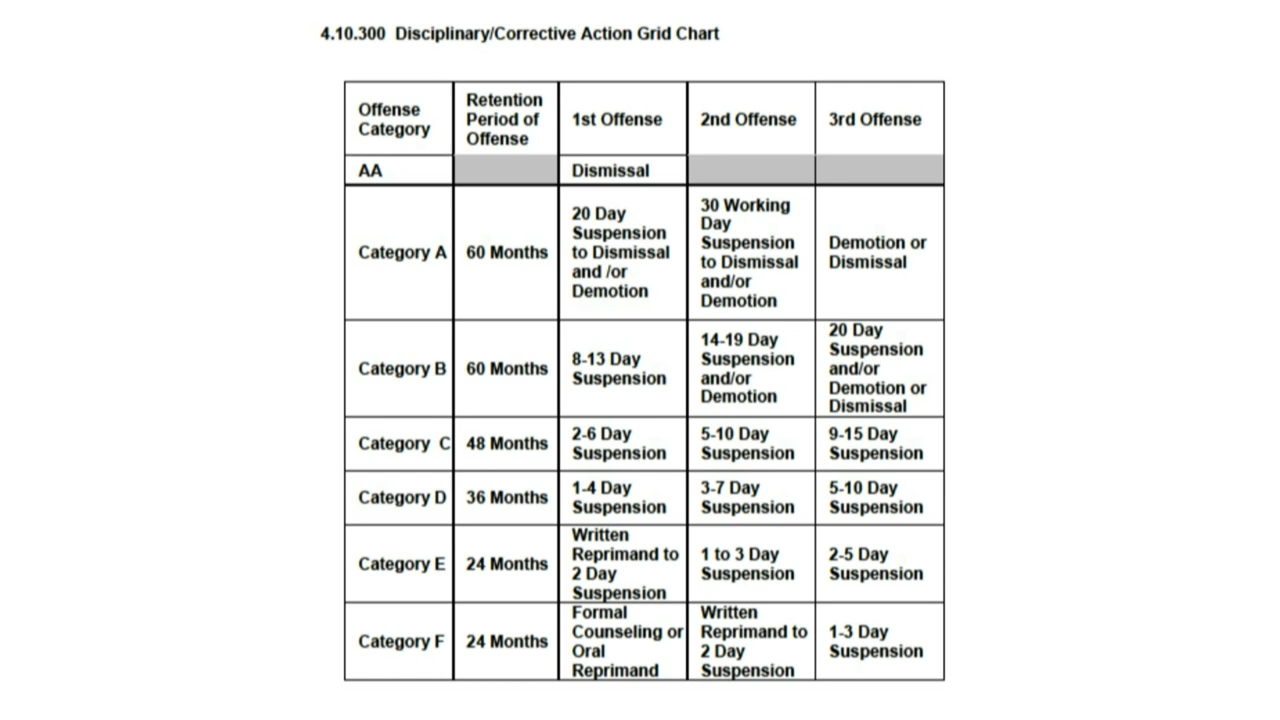 4.10.300 Disciplinary/Corrective Action Grid Chart
Offense
Category
Retention
Period of
Offense
1st Offense
2nd Offense
3rd Offense
AA
Dismissal
Category A
60 Months
20 Day
Suspension
to Dismissal
and /or
Demotion
30 Working
Day
Suspension
to Dismissal
and/or
Demotion
Demotion or
Dismissal
Category B
60 Months
8-13 Day
Suspension
14-19 Day
Suspension
and/or
Demotion
20 Day
Suspension
and/or
Demotion or
Dismissal
Category C
48 Months
2-6 Day
Suspension
5-10 Day
Suspension
9-15 Day
Suspension
Category D
36 Months
1-4 Day
Suspension
3-7 Day
Suspension
5-10 Day
Suspension
Category E
24 Months
Written
Reprimand to
2 Day
Suspension
1 to 3 Day
Suspension
2-5 Day
Suspension
Category F
24 Months
Formal
Counseling or
Oral
Reprimand
Written
Reprimand to
2 Day
Suspension
1-3 Day
Suspension